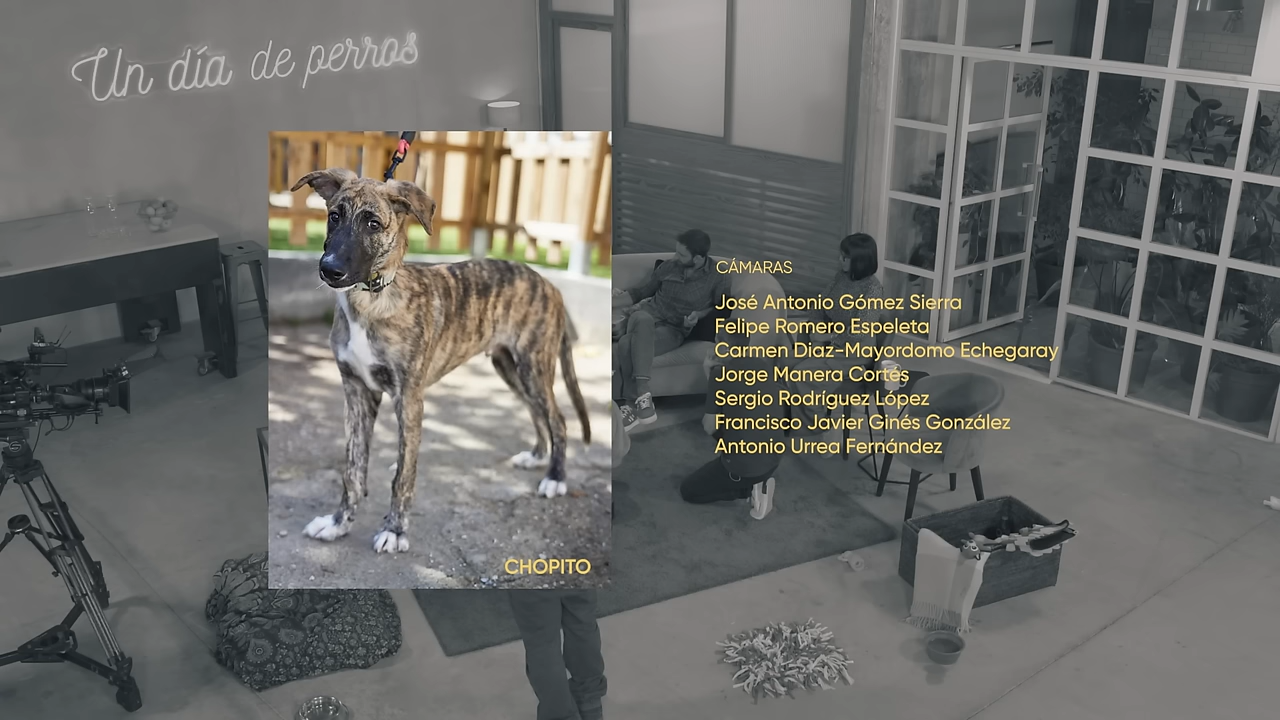 Un día de perros
CÁMARAS
José Antonio Gómez Sierra
Felipe Romero Espeleta
Carmen Diaz-Mayordomo Echegaray
Jorge Manera Cortés
Sergio Rodríguez López
Francisco Javier Ginés González
Antonio Urrea Fernández
CHOPITO